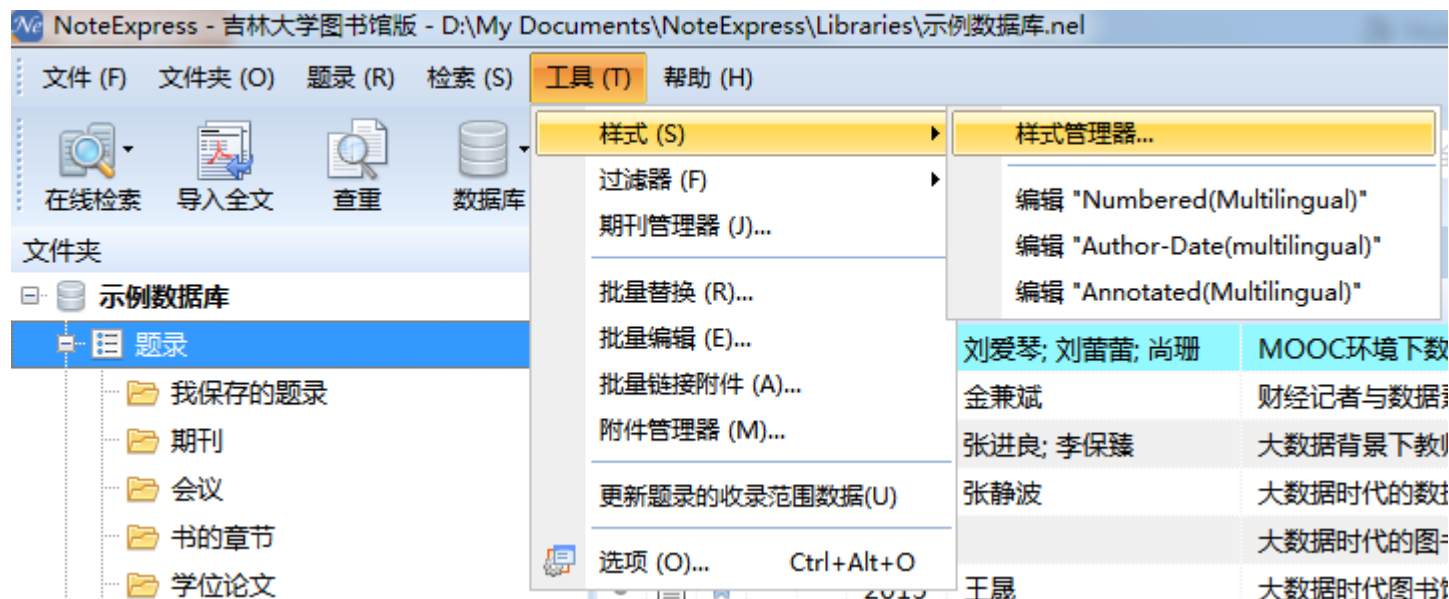 NoteExpress - 吉林大学图书馆版 - D:\My Documents\NoteExpress\Libraries\示例数据库.nel
文件 (F) 文件夹 (O) 题录 (R) 检索 (S) 工具 (T) 帮助 (H)
在线检索 导入全文 查重 数据库
样式 (S)
过滤器 (F)
期刊管理器 (J)...
批量替换 (R)...
批量编辑 (E)...
批量链接附件 (A)...
附件管理器 (M)...
更新题录的收录范围数据(U)
选项 (O)... Ctrl+Alt+O
样式管理器...
编辑 "Numbered(Multilingual)"
编辑 "Author-Date(multilingual)"
编辑 "Annotated(Multilingual)"
文件夹
示例数据库
题录
我保存的题录
期刊
会议
书的章节
学位论文
刘爱琴; 刘蕾蕾; 尚珊 MOOC环境下数
金兼斌 财经记者与数据
张进良; 李保臻 大数据背景下教
张静波 大数据时代的数
大数据时代的图
王晟 大数据时代图书